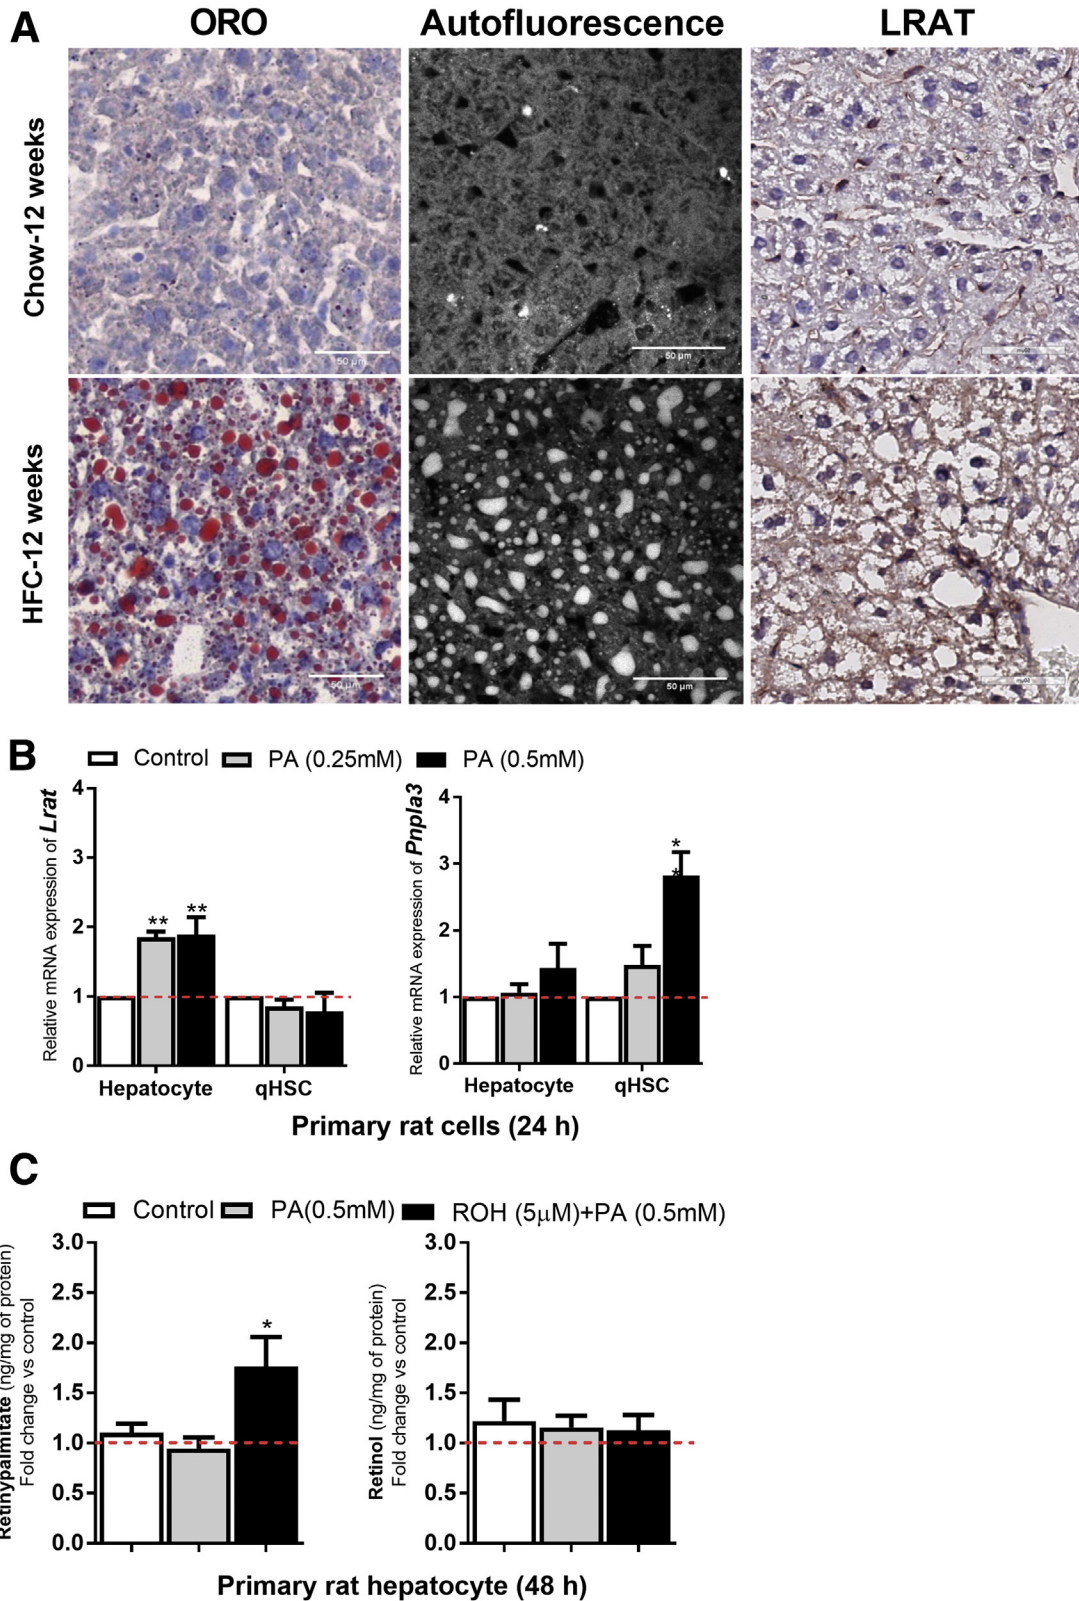 A
ORO
Autofluorescence
LRAT
Chow-12 weeks
50 µm
50 µm
HFC-12 weeks
50 µm
50 µm
B
Control
PA (0.25mM)
PA (0.5mM)
Relative mRNA expression of Lrat
4
3
2
1
0
**
**
Hepatocyte
qHSC
Relative mRNA expression of Pnpla3
4
3
2
1
0
*
*
Hepatocyte
qHSC
Primary rat cells (24 h)
C
Control
PA(0.5mM)
ROH (5µM)+PA (0.5mM)
Retinypalmitate (ng/mg of protein)
Fold change vs control
3.0
2.5
2.0
1.5
1.0
0.5
0.0
*
Retinol (ng/mg of protein)
Fold change vs control
3.0
2.5
2.0
1.5
1.0
0.5
0.0
Primary rat hepatocyte (48 h)